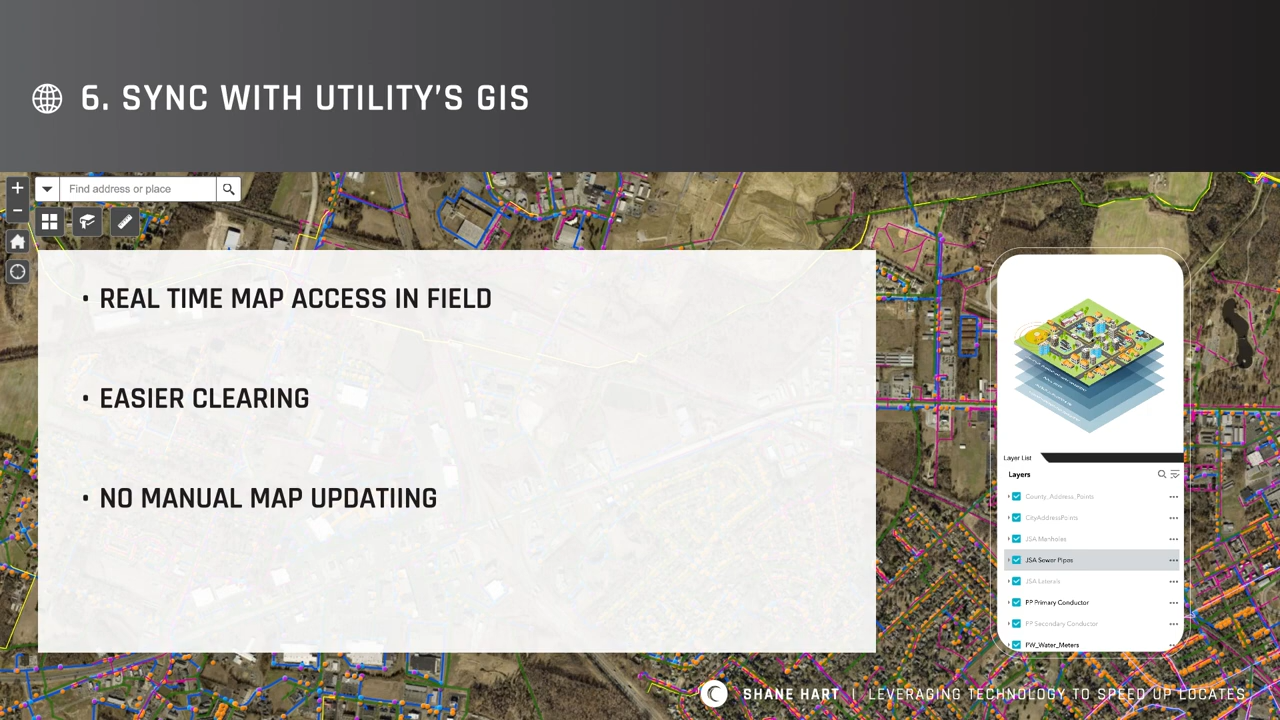 6. SYNC WITH UTILITY'S GIS
Find address or place
• REAL TIME MAP ACCESS IN FIELD
• EASIER CLEARING
• NO MANUAL MAP UPDATIING
Layer List
Layers
County_Address_Points
CityAddressPoints
JSA Manholes
JSA Sewer Pipes
JSA Laterals
PP Primary Conductor
PP Secondary Conductor
PW_Water_Meters
SHANE HART | LEVERAGING TECHNOLOGY TO SPEED UP LOCATES